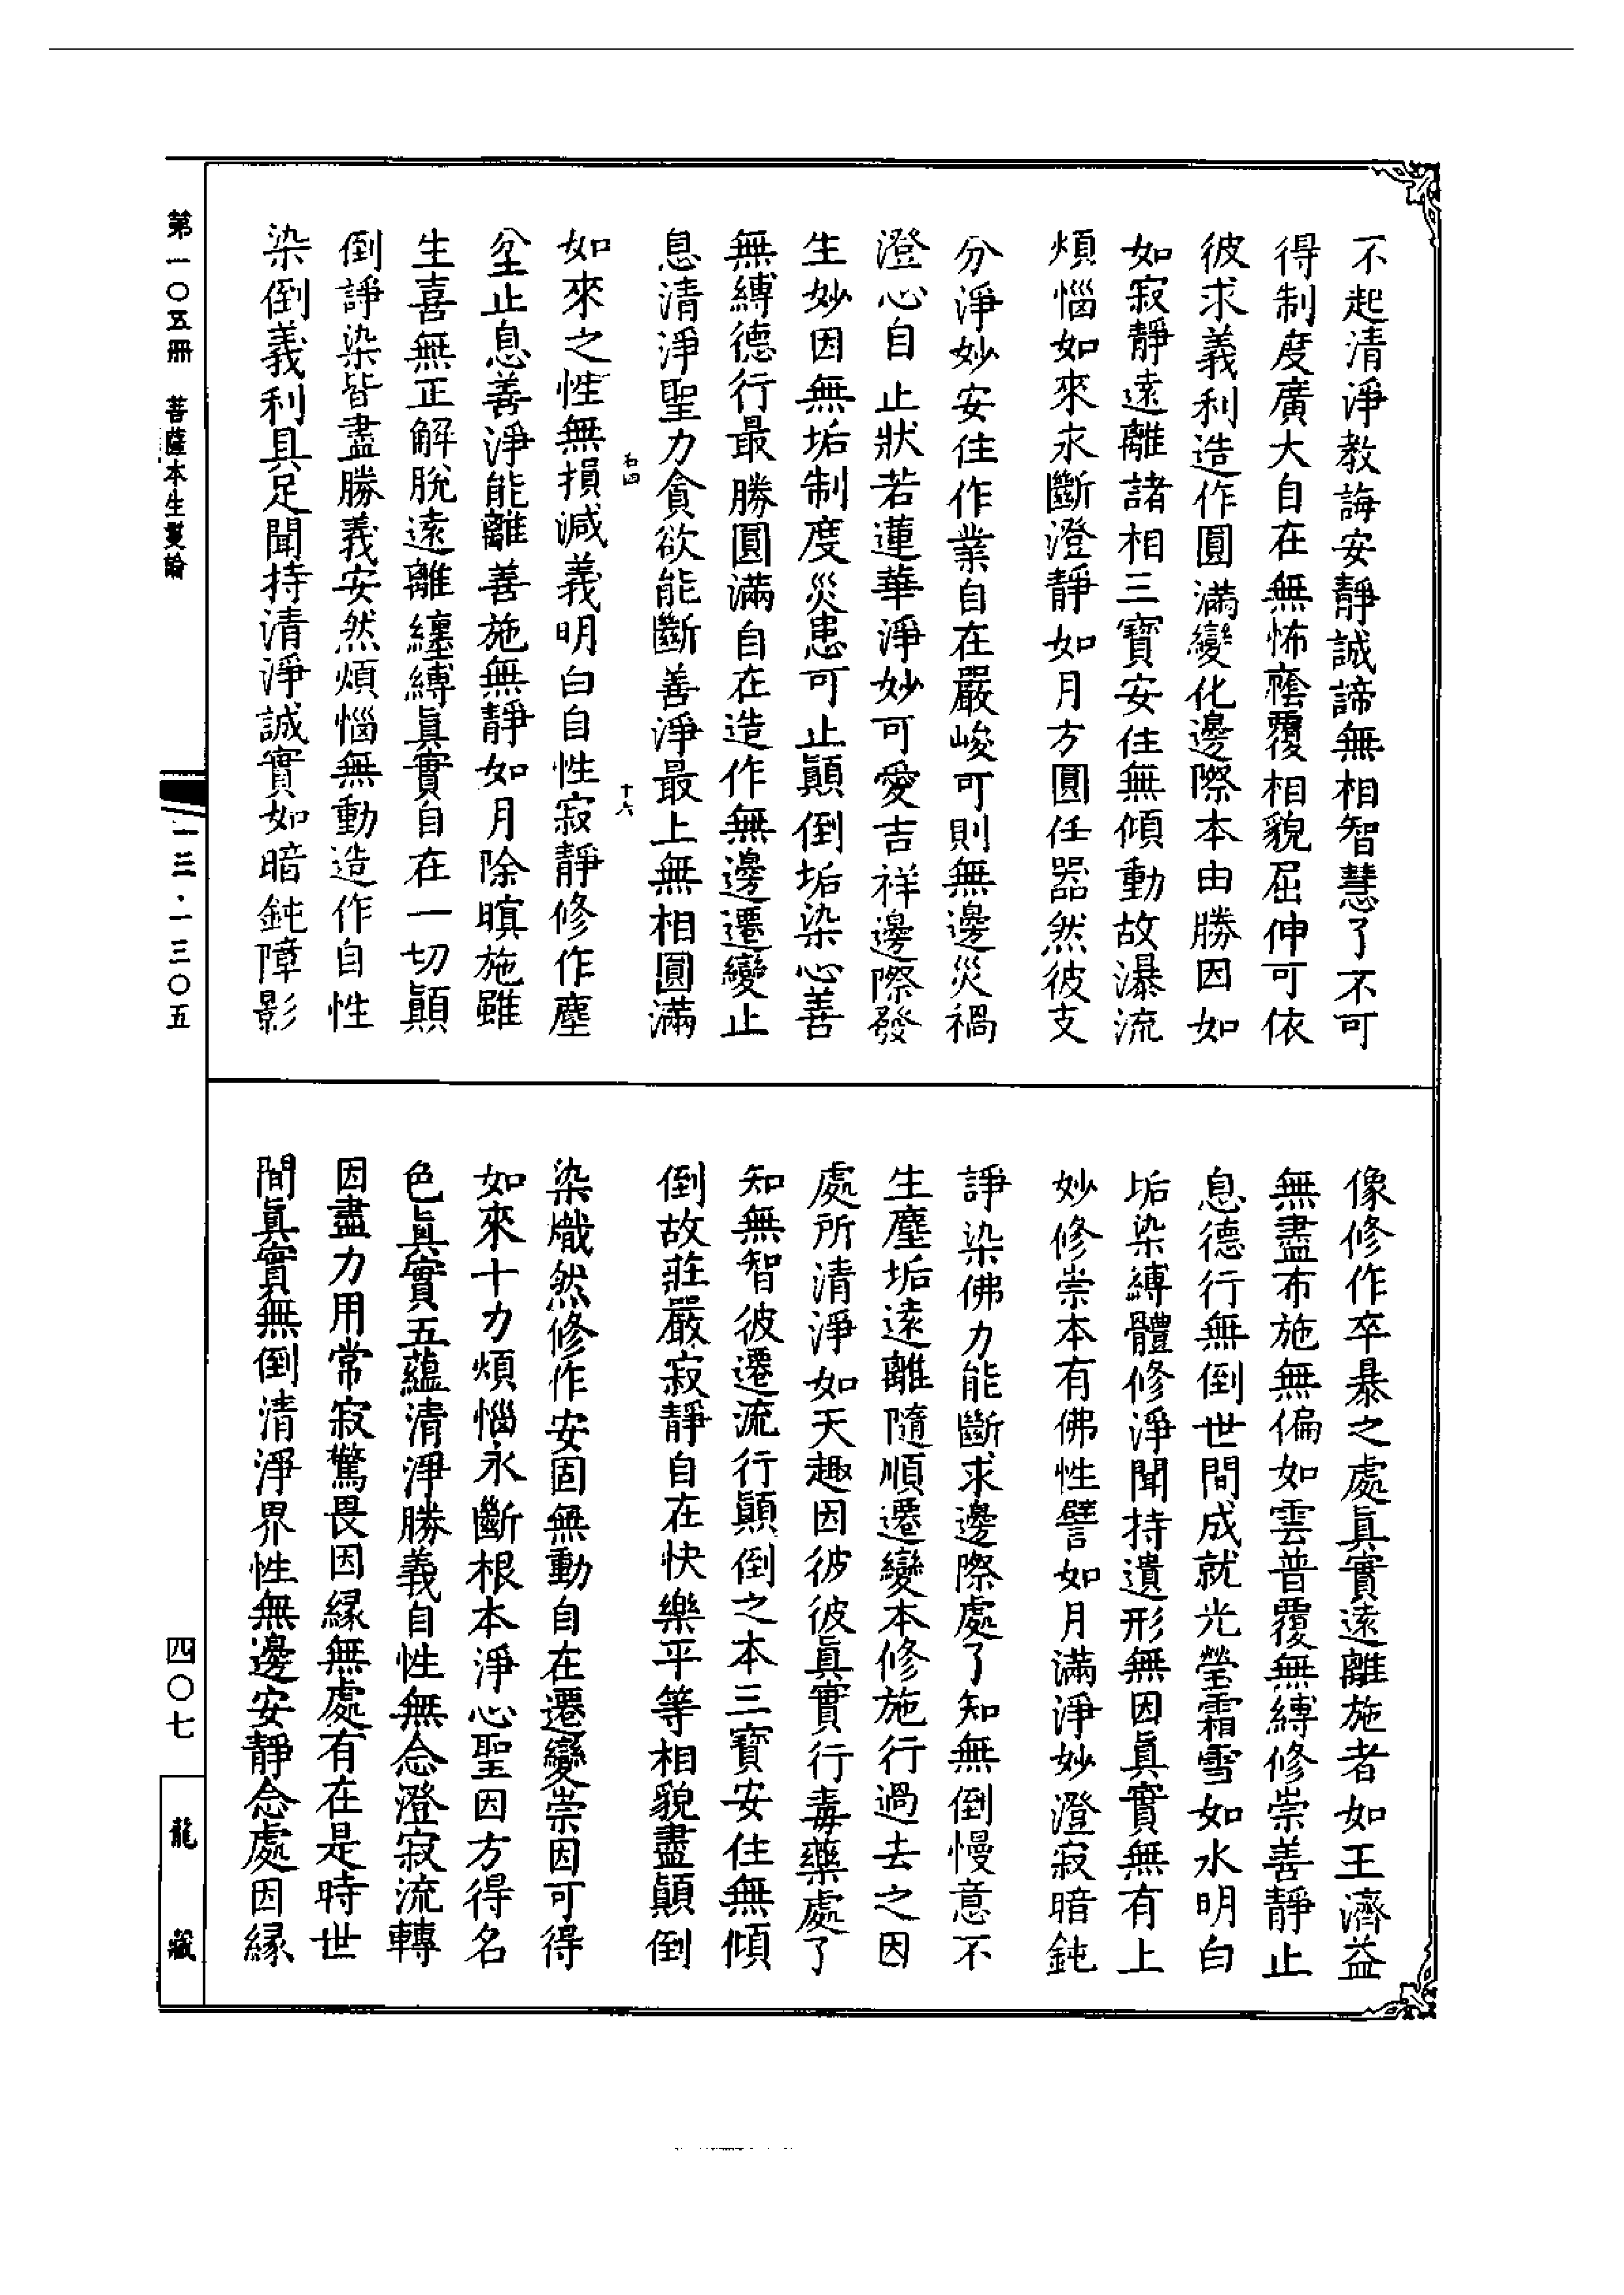 不起清淨教誨安靜誠諦無相智慧了不可
得制度廣大自在無怖癊覆相貌屈伸可依
彼求義利造作圓滿變化邊際本由勝因如
如寂靜遠離諸相三寶安住無傾動故瀑流
煩惱如來永斷澄靜如月方圓任器然彼支
分淨妙安住作業自在嚴峻可則無邊災禍
澄心自止狀若蓮華淨妙可愛吉祥邊際發
生妙因無垢制度災患可止顛倒垢染心善
無縛德行最勝圓滿自在造作無邊遷變止
息清淨聖力貪欲能斷善淨最上無相圓滿
右四 十六
如來之性無損減義明白自性寂靜修作塵
坌止息善淨能離善施無靜如月除暝施雖
生喜無正解脫遠離纏縛真實自在一切顛
倒諍染皆盡勝義安然煩惱無動造作自性
染倒義利具足聞持清淨誠實如暗鈍障影
像修作卒暴之處真實遠離施者如王濟益
無盡布施無偏如雲普覆無縛修崇善靜止
息德行無倒世間成就光瑩霜雪如水明白
垢染縛體修淨聞持遺形無因真實無有上
妙修崇本有佛性譬如月滿淨妙澄寂暗鈍
諍染佛力能斷求邊際處了知無倒慢意不
生塵垢遠離隨順遷變本修施行過去之因
處所清淨如天趣因彼彼真實行毒藥處了
知無智彼遷流行顛倒之本三寶安住無傾
倒故莊嚴寂靜自在快樂平等相貌盡顛倒
染熾然修作安固無動自在遷變崇因可得
如來十力煩惱永斷根本淨心聖因方得名
色真實五蘊清淨勝義自性無念澄寂流轉
因盡力用常寂驚畏因緣無處有在是時世
間真實無倒清淨界性無邊安靜念處因緣
第一〇五冊 菩薩本生鬘論
一三·一三〇五
四〇七
龍藏